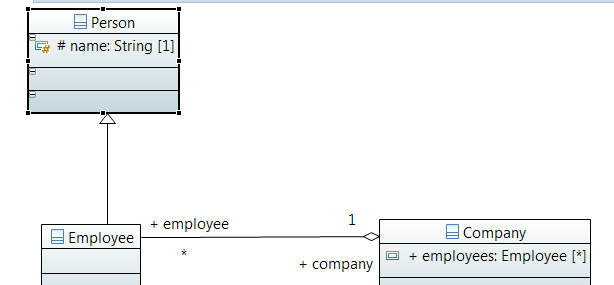 Person
# name: String [1]
+ employee
1
Employee
Company
*
+ company
+ employees: Employee [*]